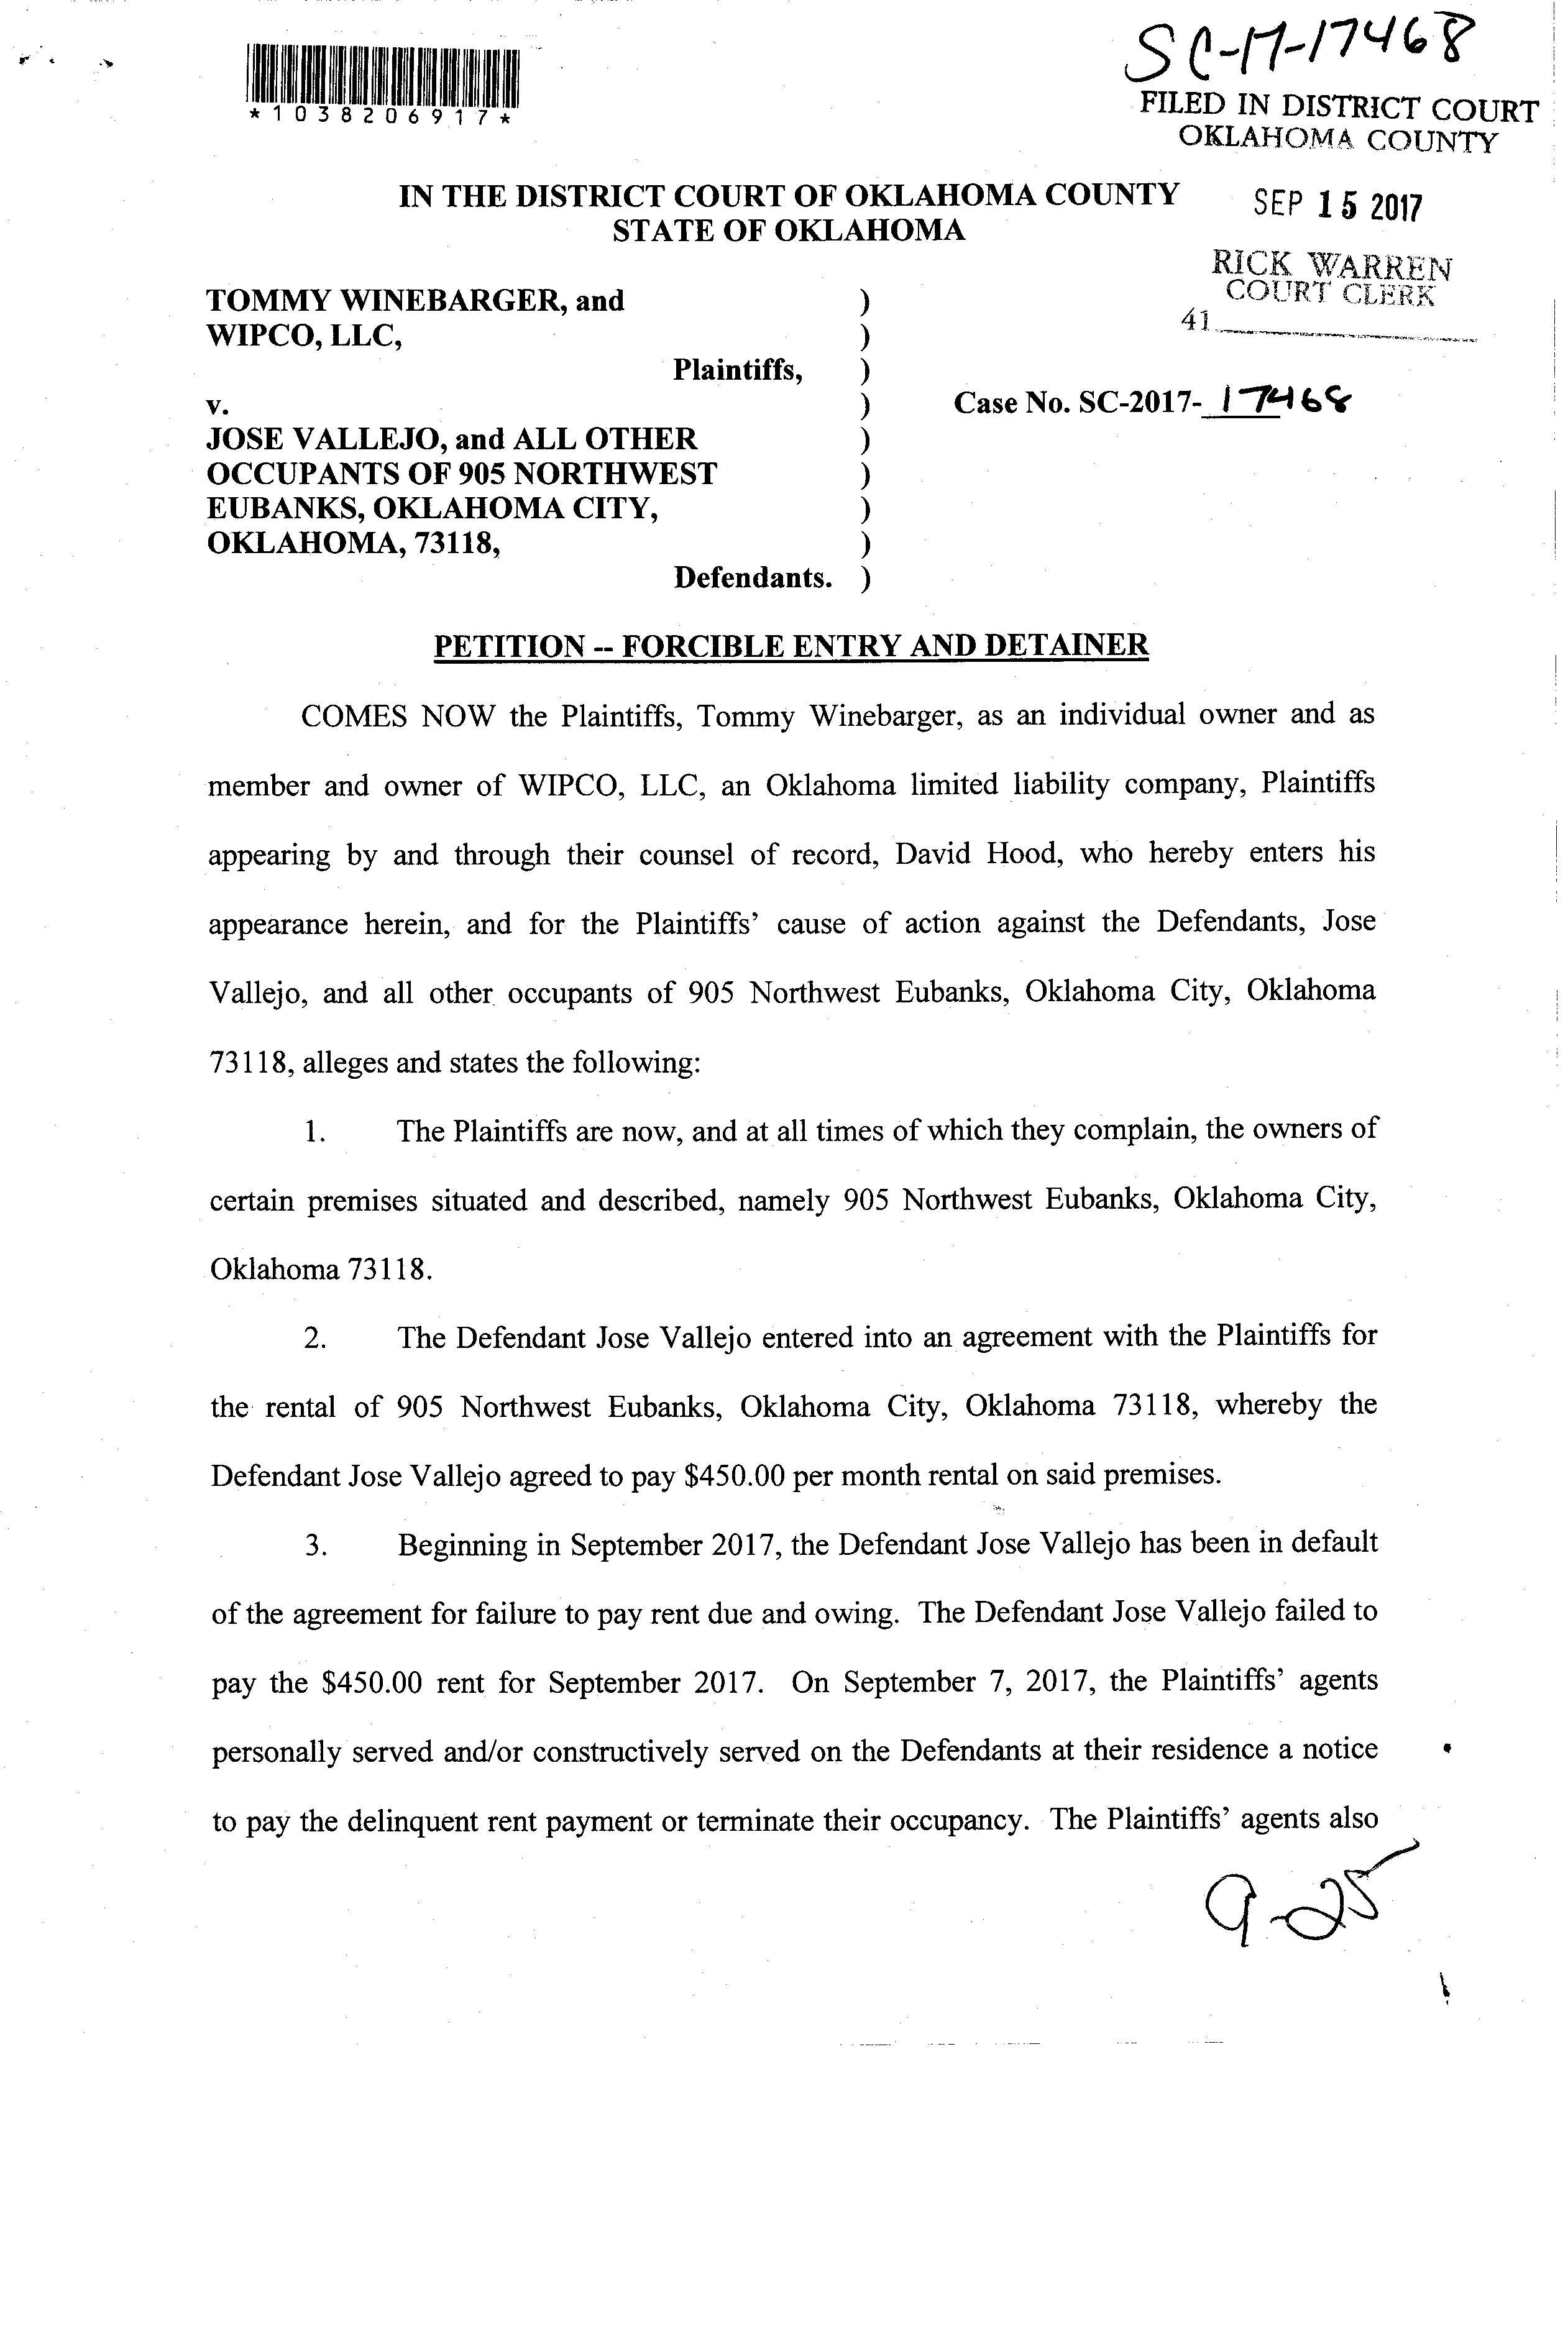 SC-17-17468
*1038206917*
FILED IN DISTRICT COURT
OKLAHOMA COUNTY
IN THE DISTRICT COURT OF OKLAHOMA COUNTY
STATE OF OKLAHOMA
SEP 15 2017
RICK WARREN
COURT CLERK
41
TOMMY WINEBARGER, and )
WIPCO, LLC, )
Plaintiffs, )
v. )
Case No. SC-2017-17468
JOSE VALLEJO, and ALL OTHER )
OCCUPANTS OF 905 NORTHWEST )
EUBANKS, OKLAHOMA CITY, )
OKLAHOMA, 73118, )
Defendants. )
PETITION -- FORCIBLE ENTRY AND DETAINER
COMES NOW the Plaintiffs, Tommy Winebarger, as an individual owner and as
member and owner of WIPCO, LLC, an Oklahoma limited liability company, Plaintiffs
appearing by and through their counsel of record, David Hood, who hereby enters his
appearance herein, and for the Plaintiffs’ cause of action against the Defendants, Jose
Vallejo, and all other occupants of 905 Northwest Eubanks, Oklahoma City, Oklahoma
73118, alleges and states the following:
1. The Plaintiffs are now, and at all times of which they complain, the owners of
certain premises situated and described, namely 905 Northwest Eubanks, Oklahoma City,
Oklahoma 73118.
2. The Defendant Jose Vallejo entered into an agreement with the Plaintiffs for
the rental of 905 Northwest Eubanks, Oklahoma City, Oklahoma 73118, whereby the
Defendant Jose Vallejo agreed to pay $450.00 per month rental on said premises.
3. Beginning in September 2017, the Defendant Jose Vallejo has been in default
of the agreement for failure to pay rent due and owing. The Defendant Jose Vallejo failed to
pay the $450.00 rent for September 2017. On September 7, 2017, the Plaintiffs’ agents
personally served and/or constructively served on the Defendants at their residence a notice
to pay the delinquent rent payment or terminate their occupancy. The Plaintiffs’ agents also
9-25